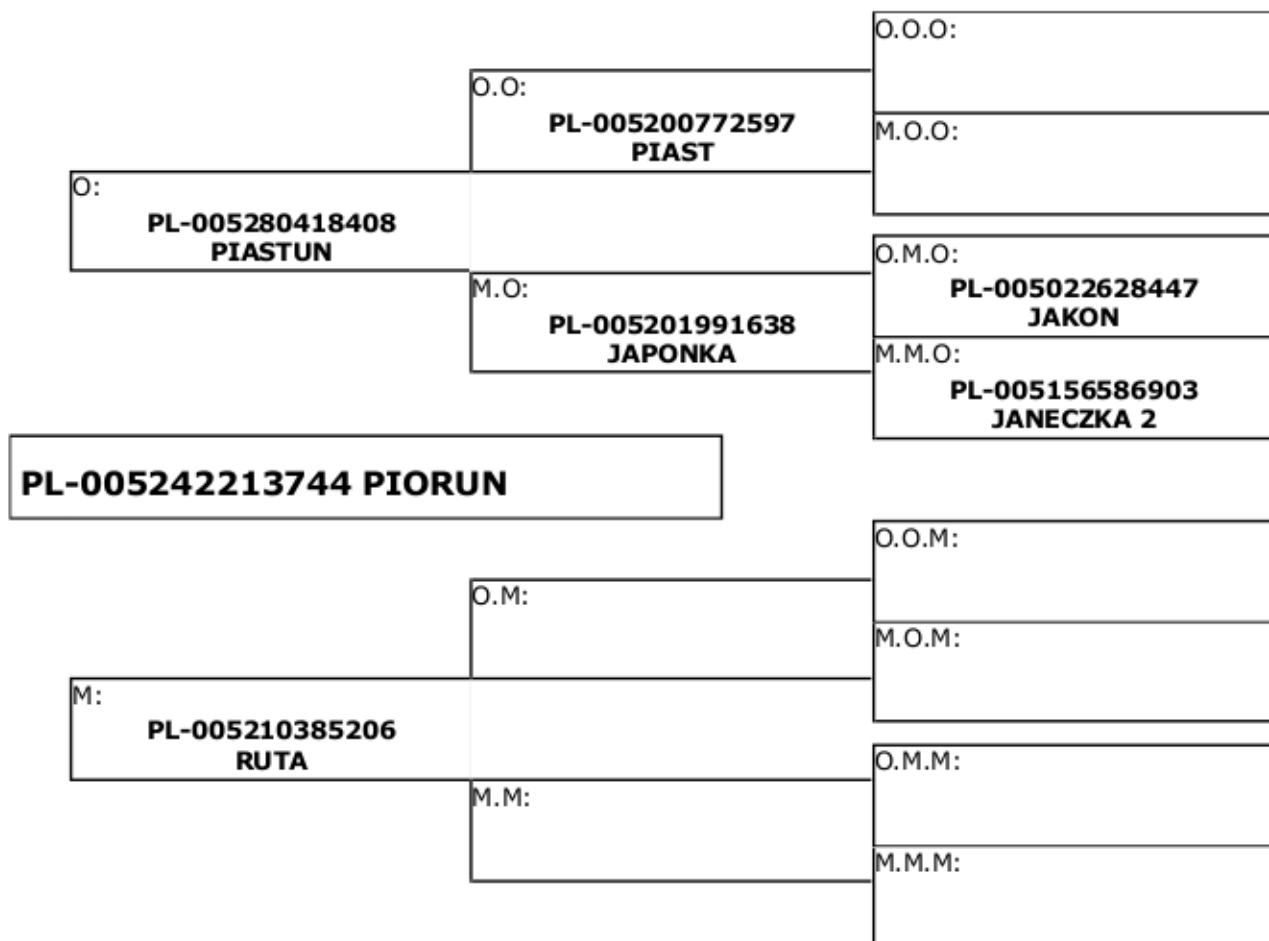 O.O.O:
O.O:
PL-005200772597
PIAST
M.O.O:
O:
PL-005280418408
PIASTUN
O.M.O:
PL-005022628447
JAKON
M.O:
PL-005201991638
JAPONKA
M.M.O:
PL-005156586903
JANECZKA 2
PL-005242213744 PIORUN
O.O.M:
O.M:
M.O.M:
M:
PL-005210385206
RUTA
O.M.M:
M.M:
M.M.M: